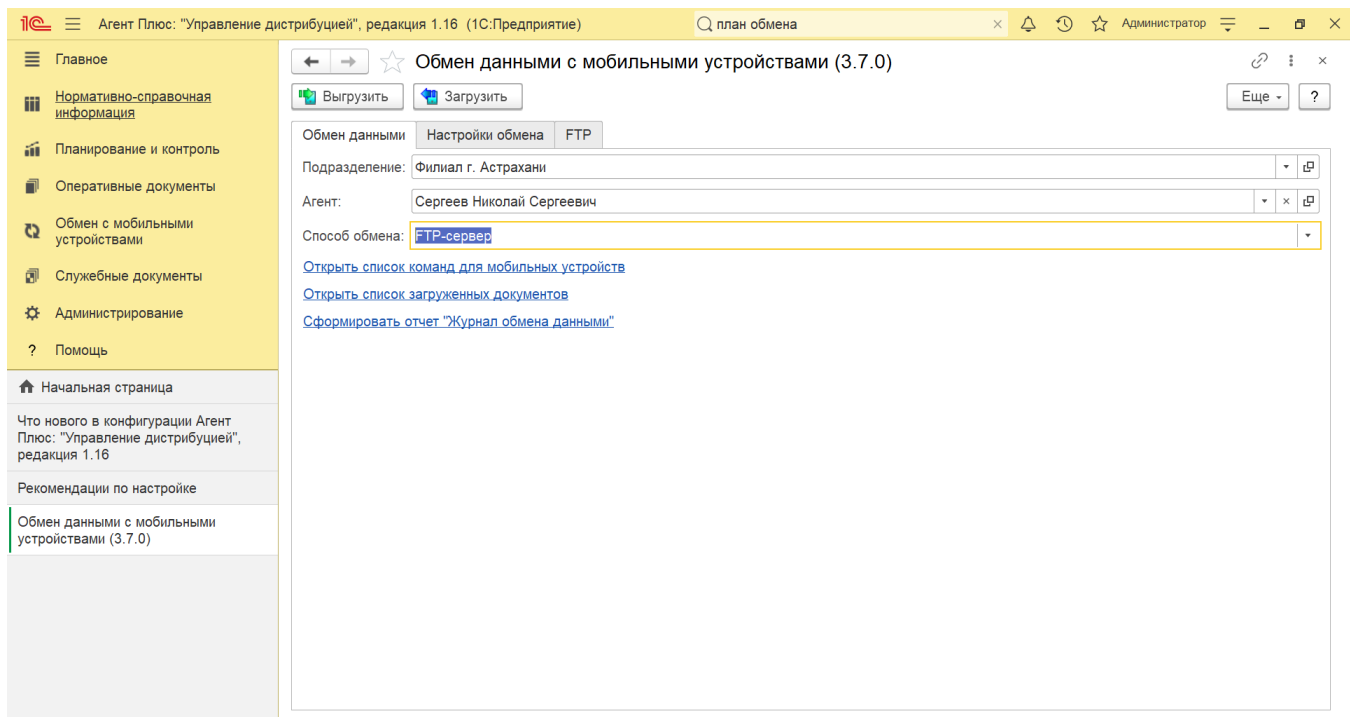 1С Агент Плюс: "Управление дистрибуцией", редакция 1.16 (1С:Предприятие) план обмена Администратор
Главное
Нормативно-справочная
информация
Планирование и контроль
Оперативные документы
Обмен с мобильными
устройствами
Служебные документы
Администрирование
? Помощь
Начальная страница
Что нового в конфигурации Агент
Плюс: "Управление дистрибуцией",
редакция 1.16
Рекомендации по настройке
Обмен данными с мобильными
устройствами (3.7.0)
Обмен данными с мобильными устройствами (3.7.0)
Выгрузить Загрузить Еще ?
Обмен данными Настройки обмена FTP
Подразделение: Филиал г. Астрахани
Агент: Сергеев Николай Сергеевич
Способ обмена: FTP-сервер
Открыть список команд для мобильных устройств
Открыть список загруженных документов
Сформировать отчет "Журнал обмена данными"